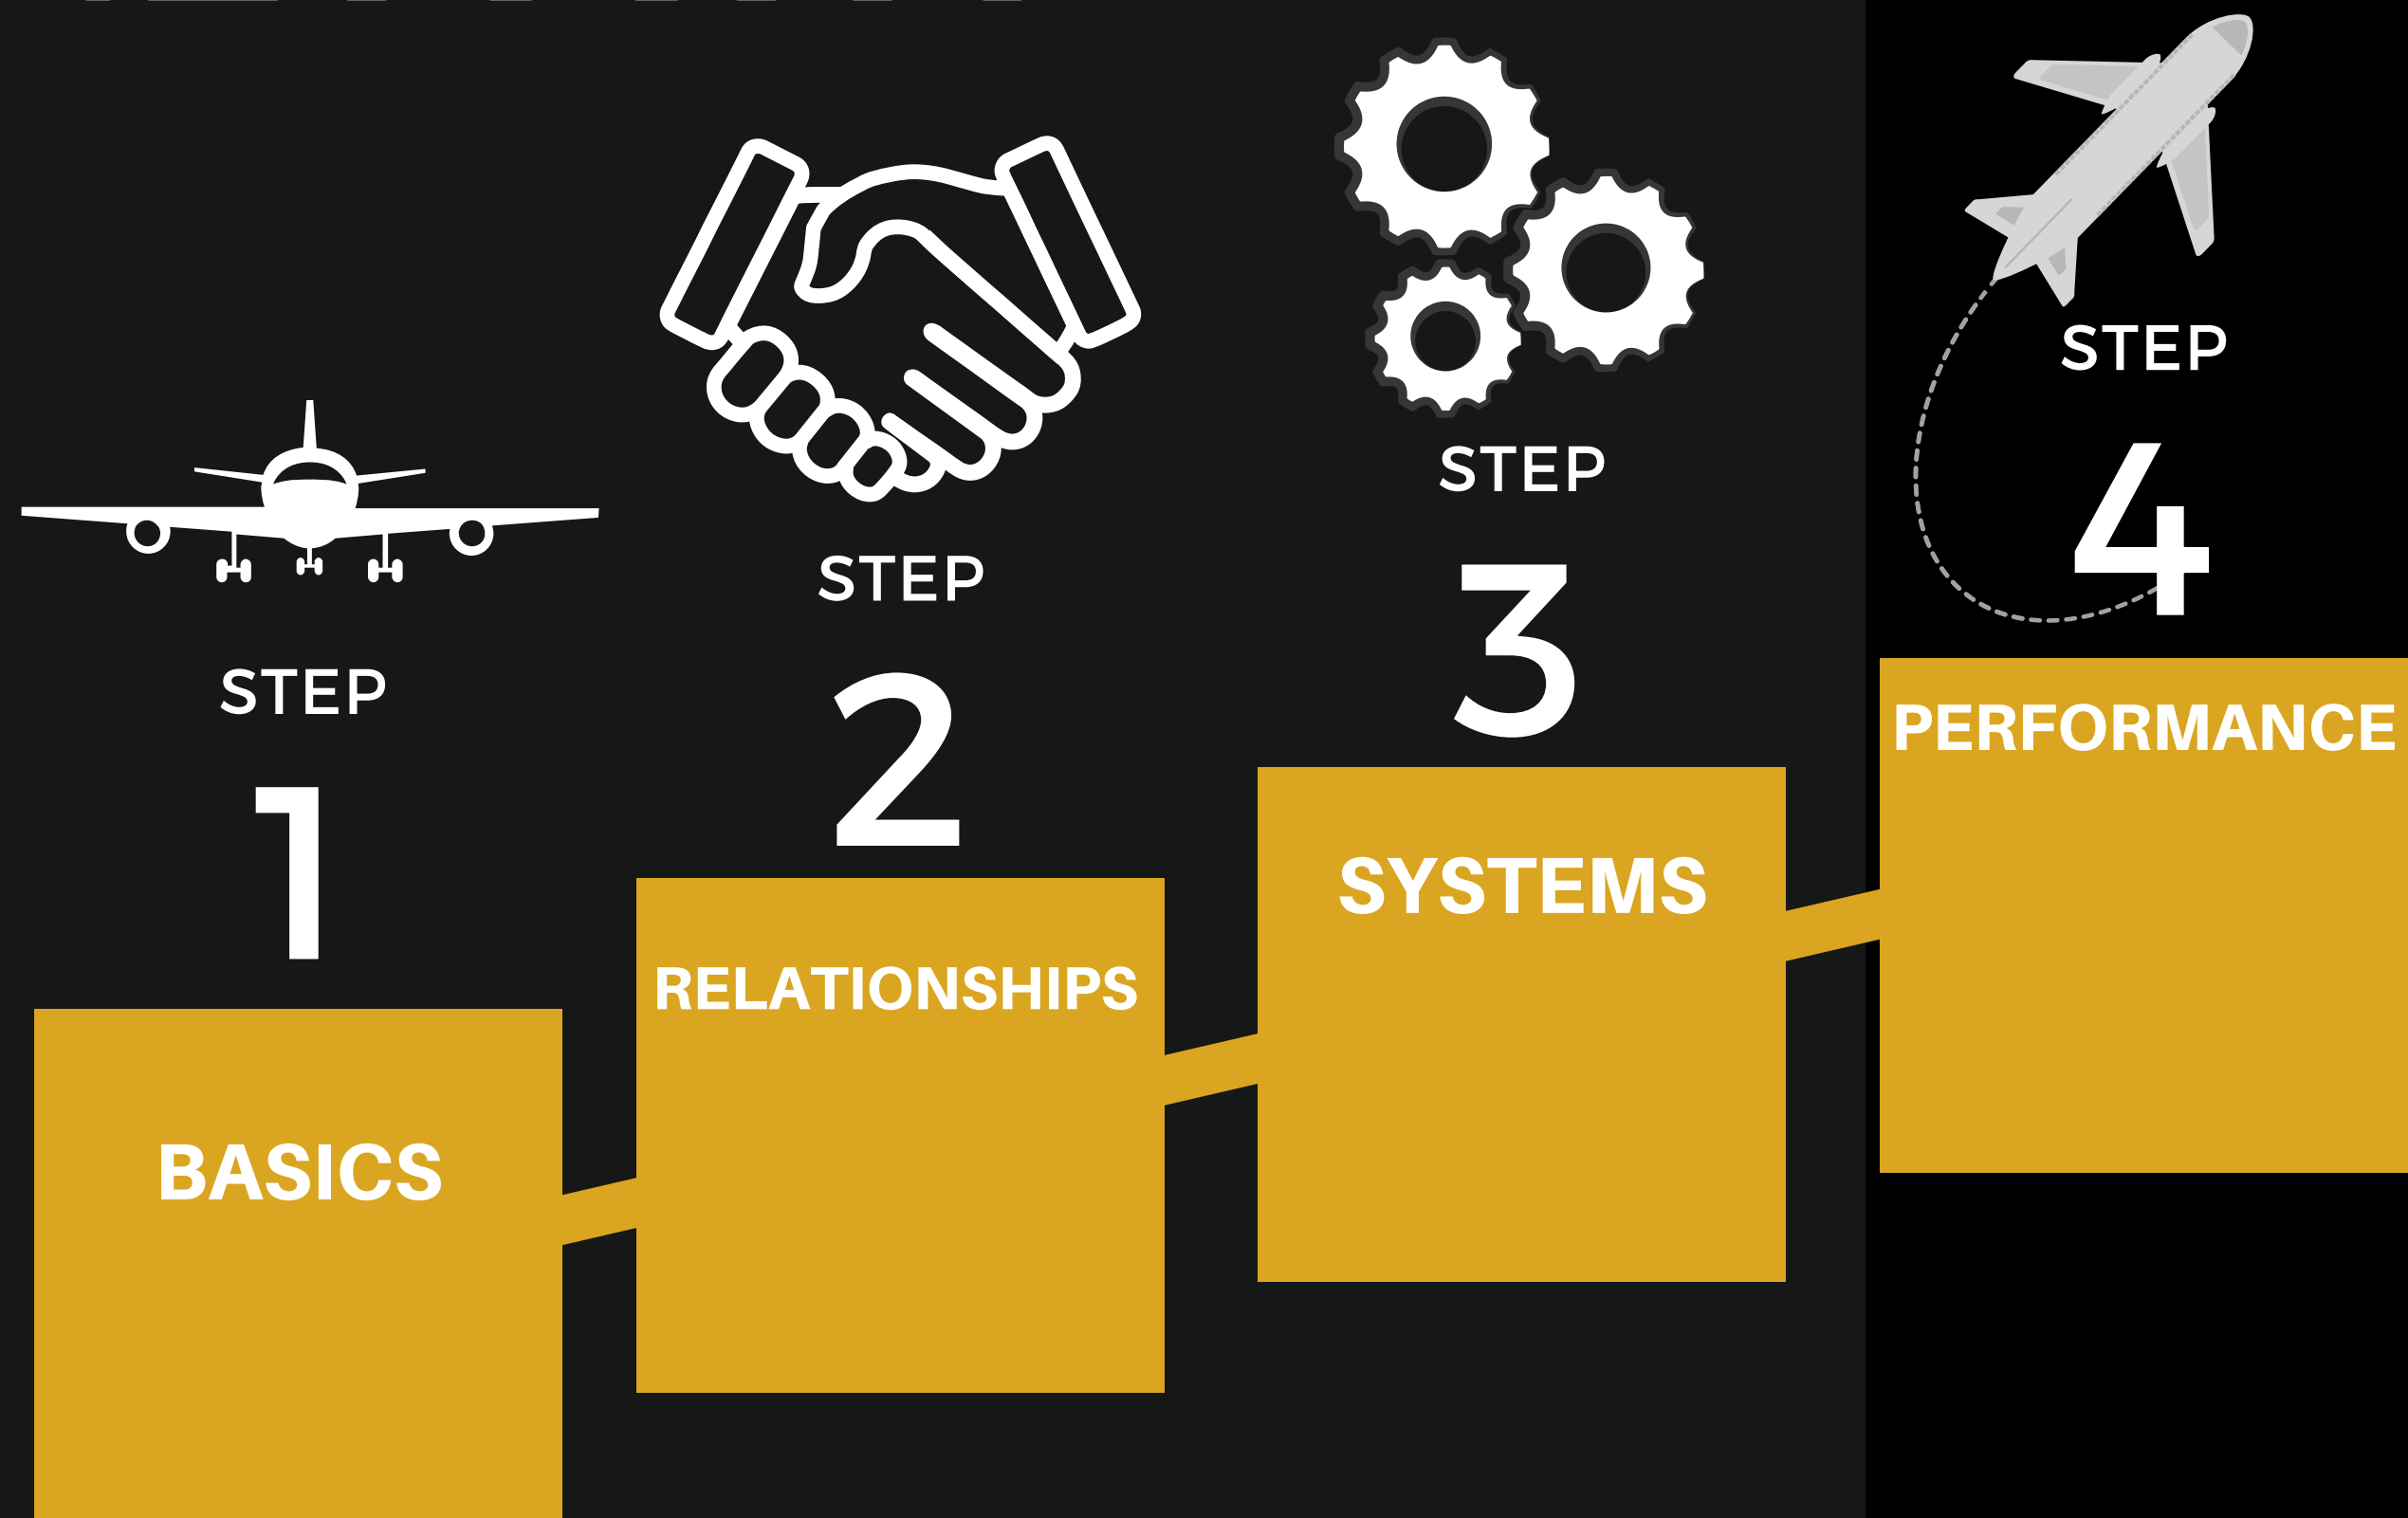 STEP
1
BASICS
STEP
2
RELATIONSHIPS
STEP
3
SYSTEMS
STEP
4
PERFORMANCE